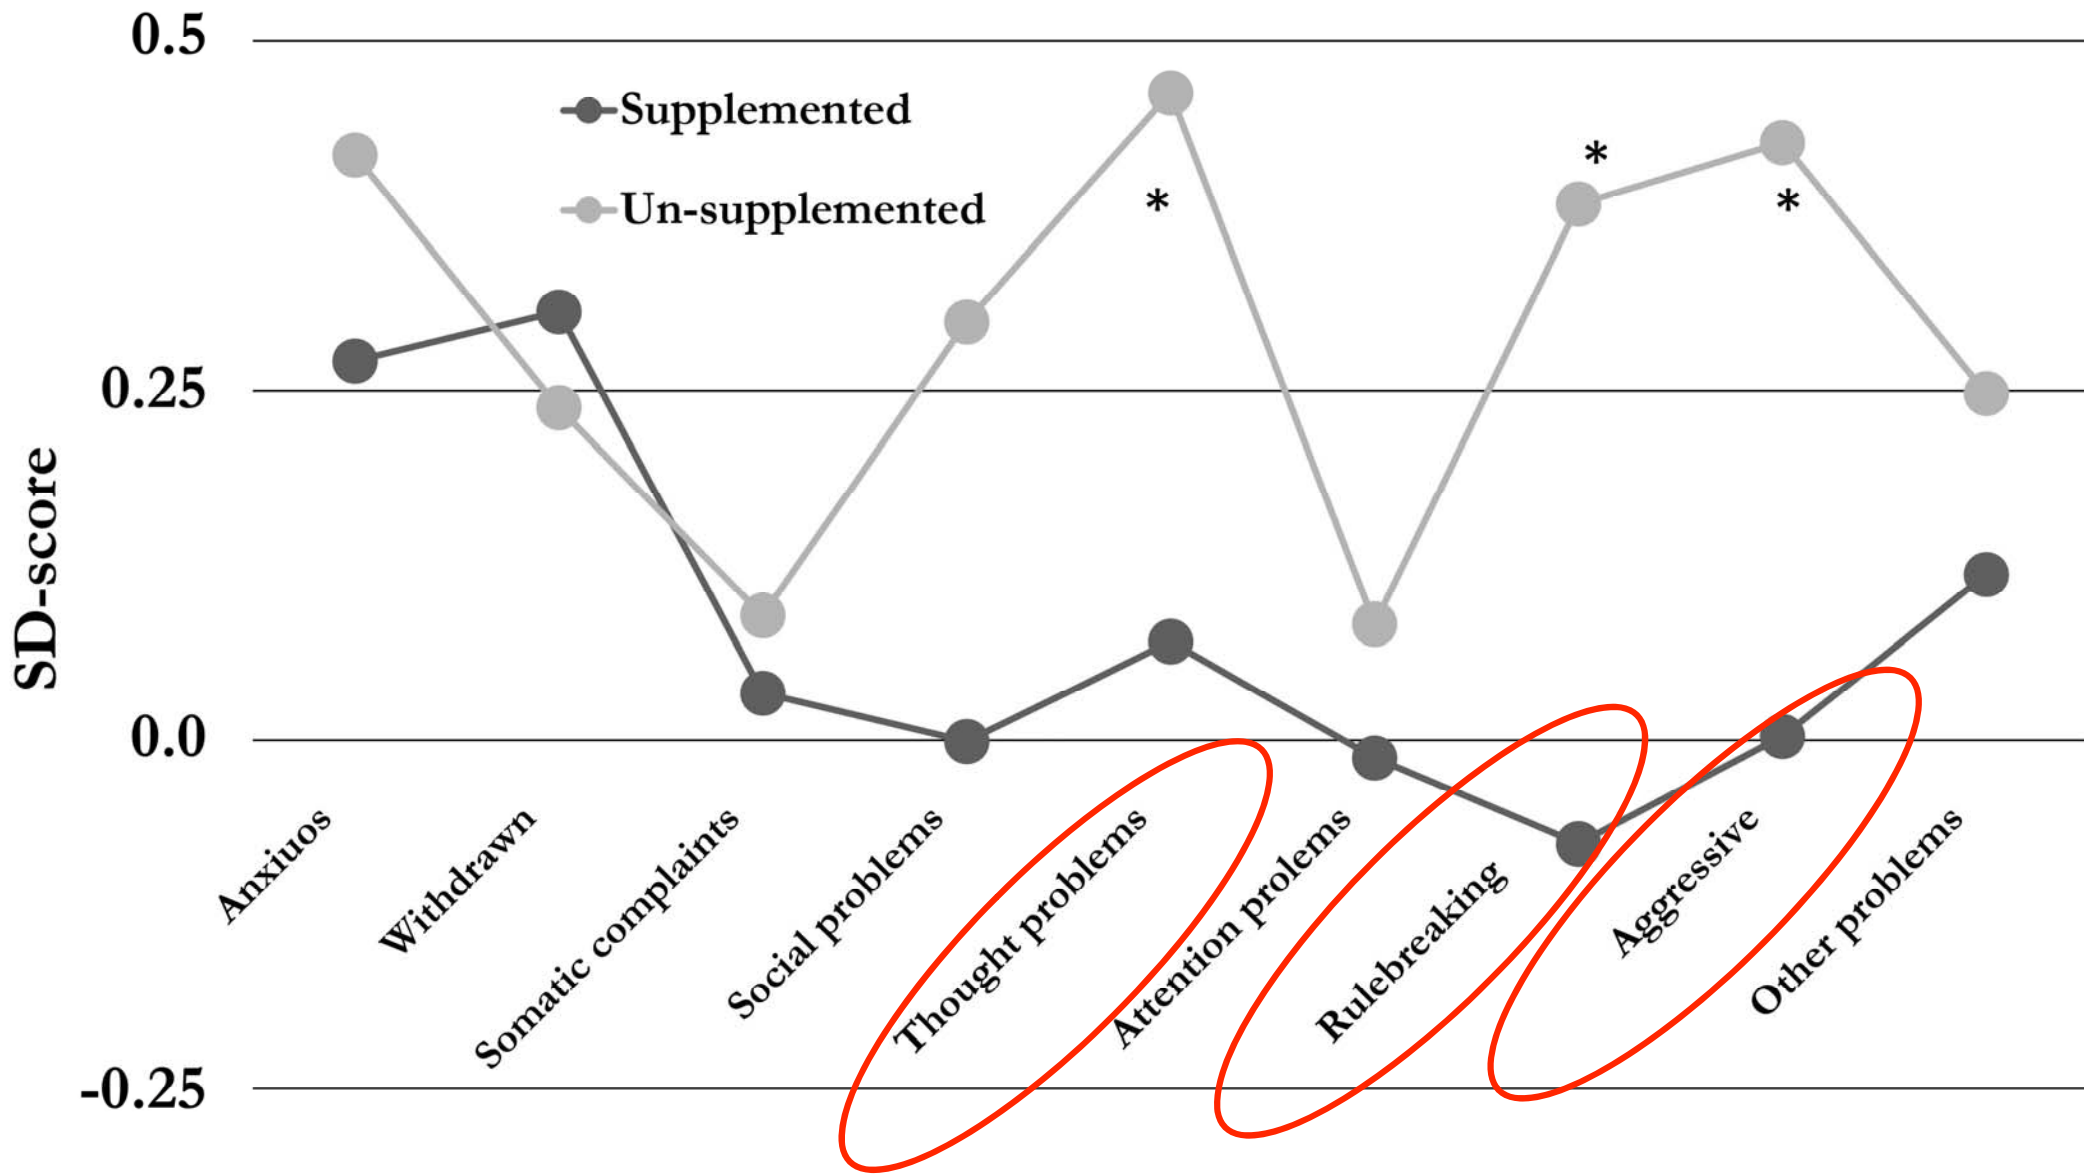 0.5
Supplemented
*
*
*
Un-supplemented
0.25
SD-score
0.0
Anxiuos
Withdrawn
Somatic complaints
Social problems
Thought problems
Attention prolems
Rulebreaking
Aggressive
Other problems
-0.25